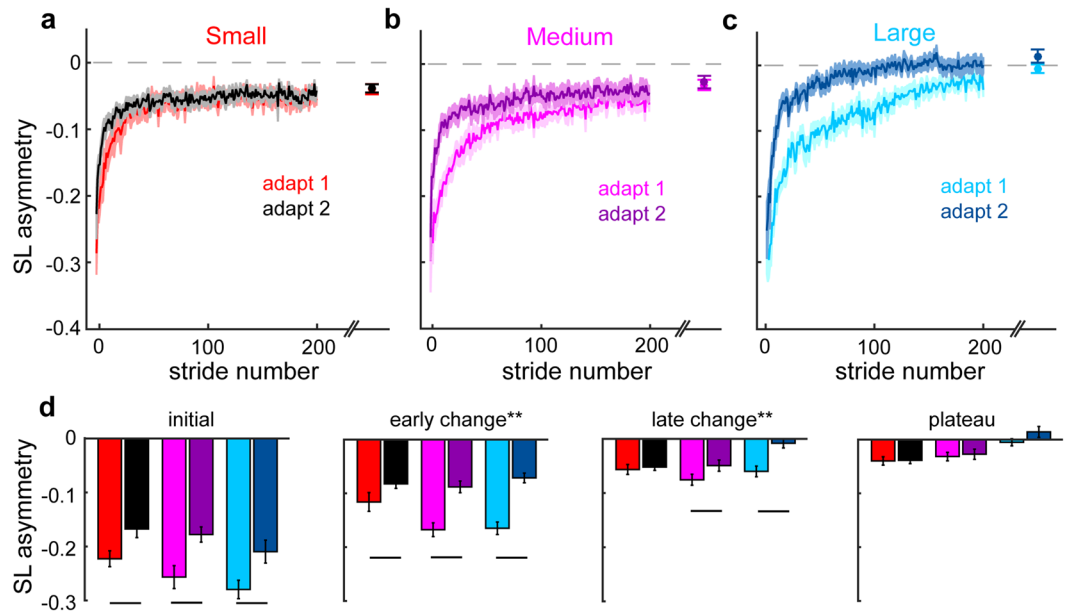 a
Small
0
-0.1
-0.2
-0.3
-0.4
SL asymmetry
adapt 1
adapt 2
0 100 200
stride number
b
Medium
adapt 1
adapt 2
0 100 200
stride number
c
Large
adapt 1
adapt 2
0 100 200
stride number
d
initial
early change**
late change**
plateau
SL asymmetry
0
-0.1
-0.2
-0.3